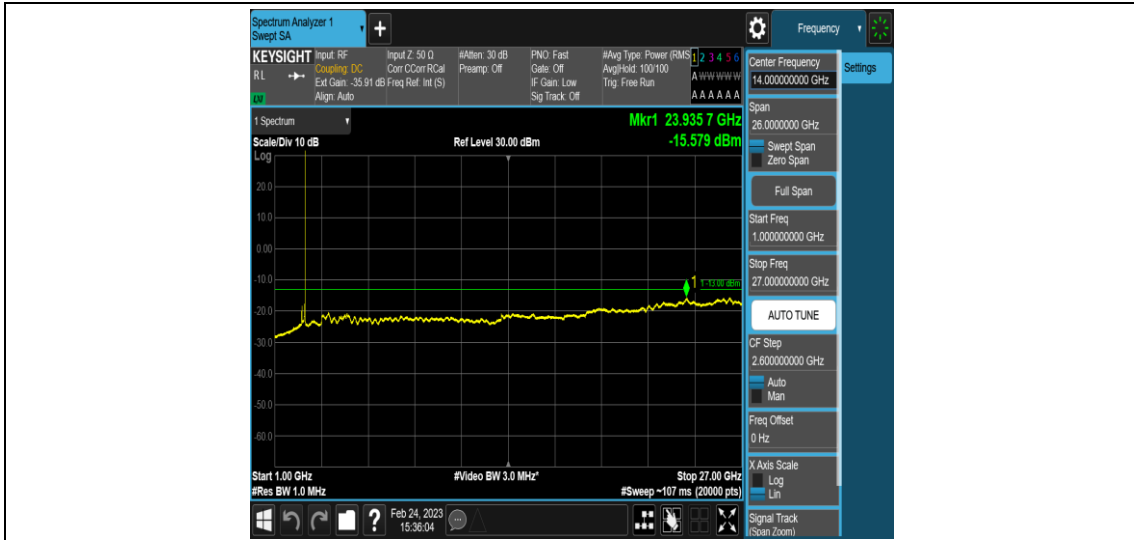 Spectrum Analyzer 1
Swept SA
Frequency
KEYSIGHT
RL
Input: RF
Coupling: DC
Ext Gain: -35.91 dB
Align: Auto
Input Z: 50 Ω
Corr CCorr RCal
Freq Ref: Int (S)
#Atten: 30 dB
Preamp: Off
PNO: Fast
Gate: Off
IF Gain: Low
Sig Track: Off
#Avg Type: Power (RMS
Avg|Hold: 100/100
Trig: Free Run
1 2 3 4 5 6
A W W W W W
A A A A A A
1 Spectrum
Mkr1 23.935 7 GHz
-15.579 dBm
Scale/Div 10 dB
Ref Level 30.00 dBm
Log
20.0
10.0
0.00
-10.0
-20.0
-30.0
-40.0
-50.0
-60.0
1
1 -13.00 dBm
Start 1.00 GHz
#Video BW 3.0 MHz*
Stop 27.00 GHz
#Res BW 1.0 MHz
#Sweep ~107 ms (20000 pts)
?
Feb 24, 2023
15:36:04
Center Frequency
14.000000000 GHz
Settings
Span
26.0000000 GHz
Swept Span
Zero Span
Full Span
Start Freq
1.000000000 GHz
Stop Freq
27.000000000 GHz
AUTO TUNE
CF Step
2.600000000 GHz
Auto
Man
Freq Offset
0 Hz
X Axis Scale
Log
Lin
Signal Track
(Span Zoom)